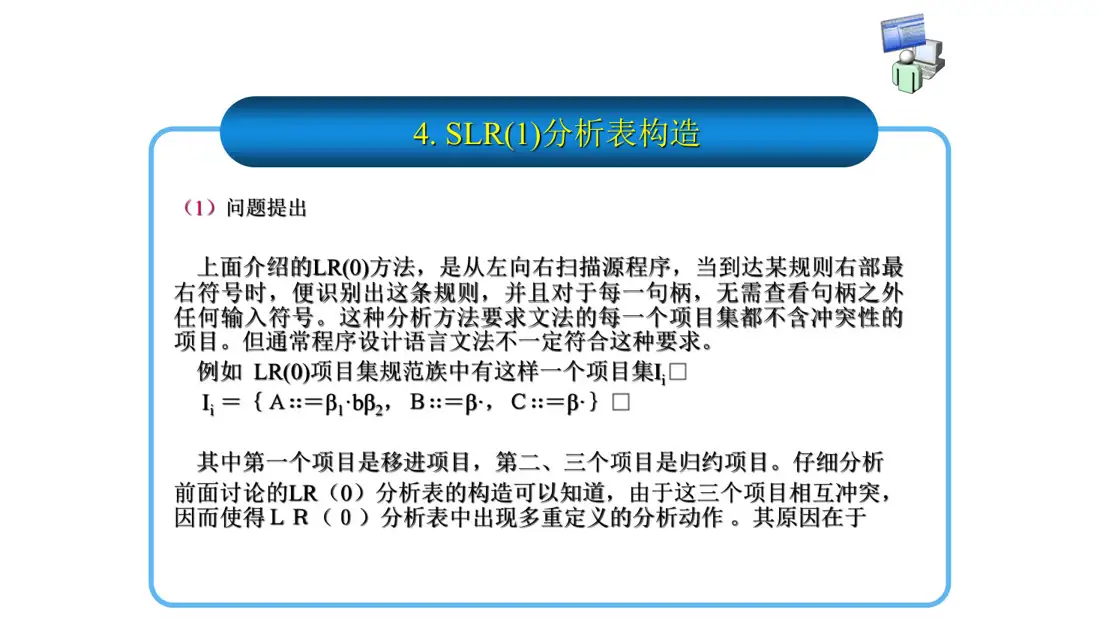 4. SLR(1)分析表构造
（1）问题提出
上面介绍的LR(0)方法，是从左向右扫描源程序，当到达某规则右部最
右符号时，便识别出这条规则，并且对于每一句柄，无需查看句柄之外
任何输入符号。这种分析方法要求文法的每一个项目集都不含冲突性的
项目。但通常程序设计语言文法不一定符合这种要求。
例如 LR(0)项目集规范族中有这样一个项目集Iᵢ□
Iᵢ＝｛Ａ∷＝β₁·bβ₂，Ｂ∷＝β·，Ｃ∷＝β·｝□
其中第一个项目是移进项目，第二、三个项目是归约项目。仔细分析
前面讨论的LR（0）分析表的构造可以知道，由于这三个项目相互冲突，
因而使得ＬＲ（０）分析表中出现多重定义的分析动作 。其原因在于